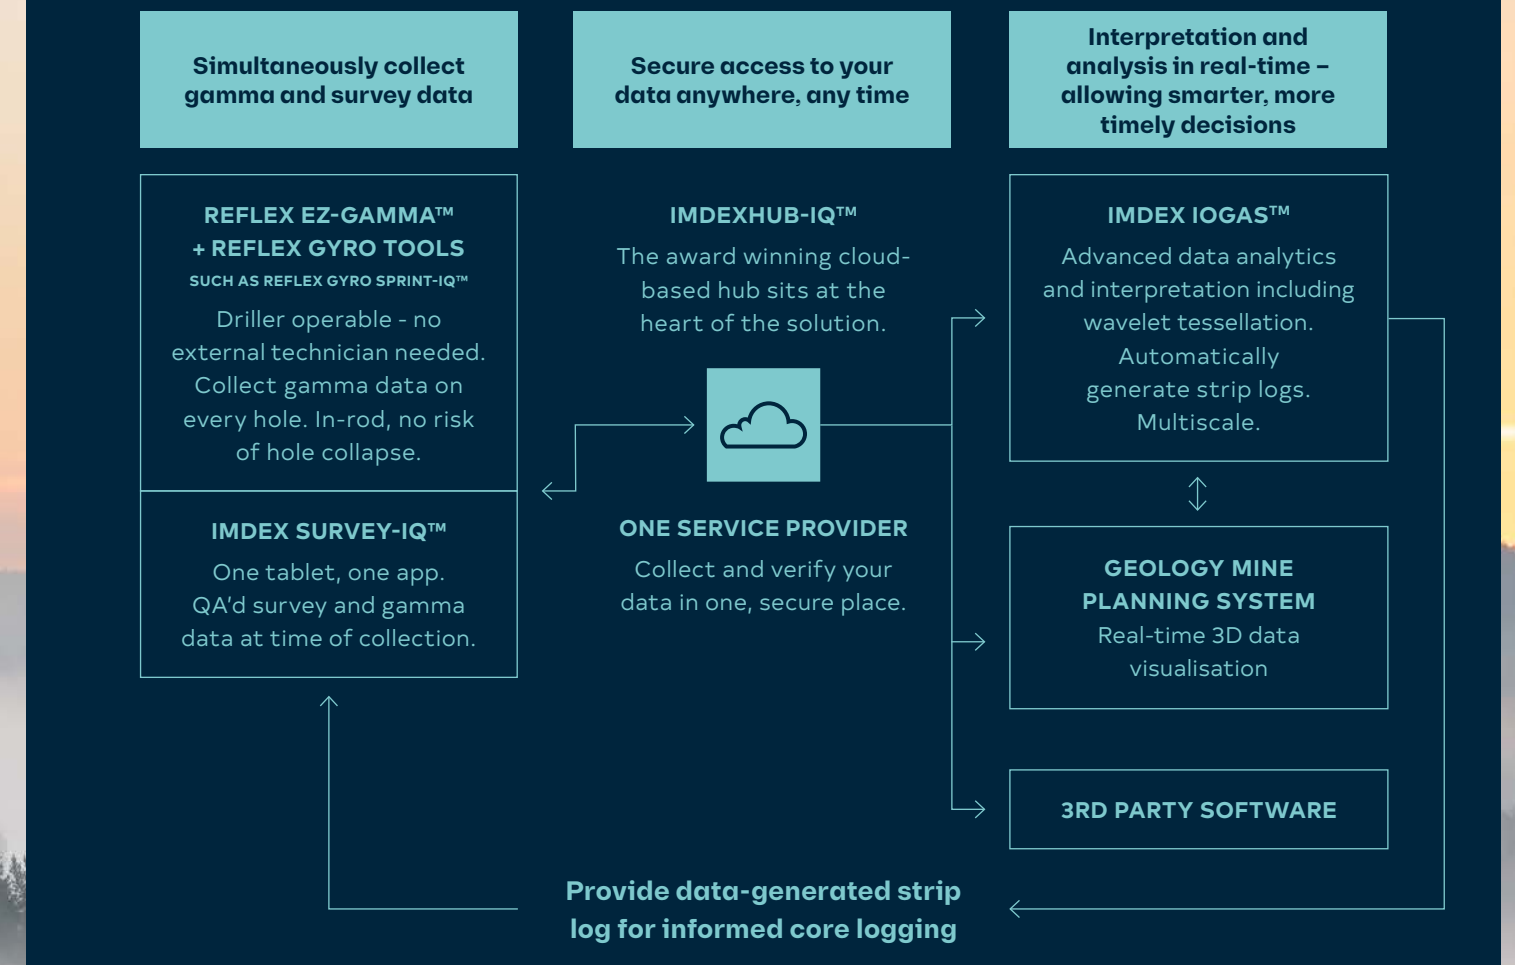 Simultaneously collect
gamma and survey data
Secure access to your
data anywhere, any time
Interpretation and
analysis in real-time –
allowing smarter, more
timely decisions
REFLEX EZ-GAMMA™
+ REFLEX GYRO TOOLS
SUCH AS REFLEX GYRO SPRINT-IQ™
Driller operable - no
external technician needed.
Collect gamma data on
every hole. In-rod, no risk
of hole collapse.
IMDEX SURVEY-IQ™
One tablet, one app.
QA’d survey and gamma
data at time of collection.
IMDEXHUB-IQ™
The award winning cloud-
based hub sits at the
heart of the solution.
ONE SERVICE PROVIDER
Collect and verify your
data in one, secure place.
IMDEX IOGAS™
Advanced data analytics
and interpretation including
wavelet tessellation.
Automatically
generate strip logs.
Multiscale.
GEOLOGY MINE
PLANNING SYSTEM
Real-time 3D data
visualisation
3RD PARTY SOFTWARE
Provide data-generated strip
log for informed core logging